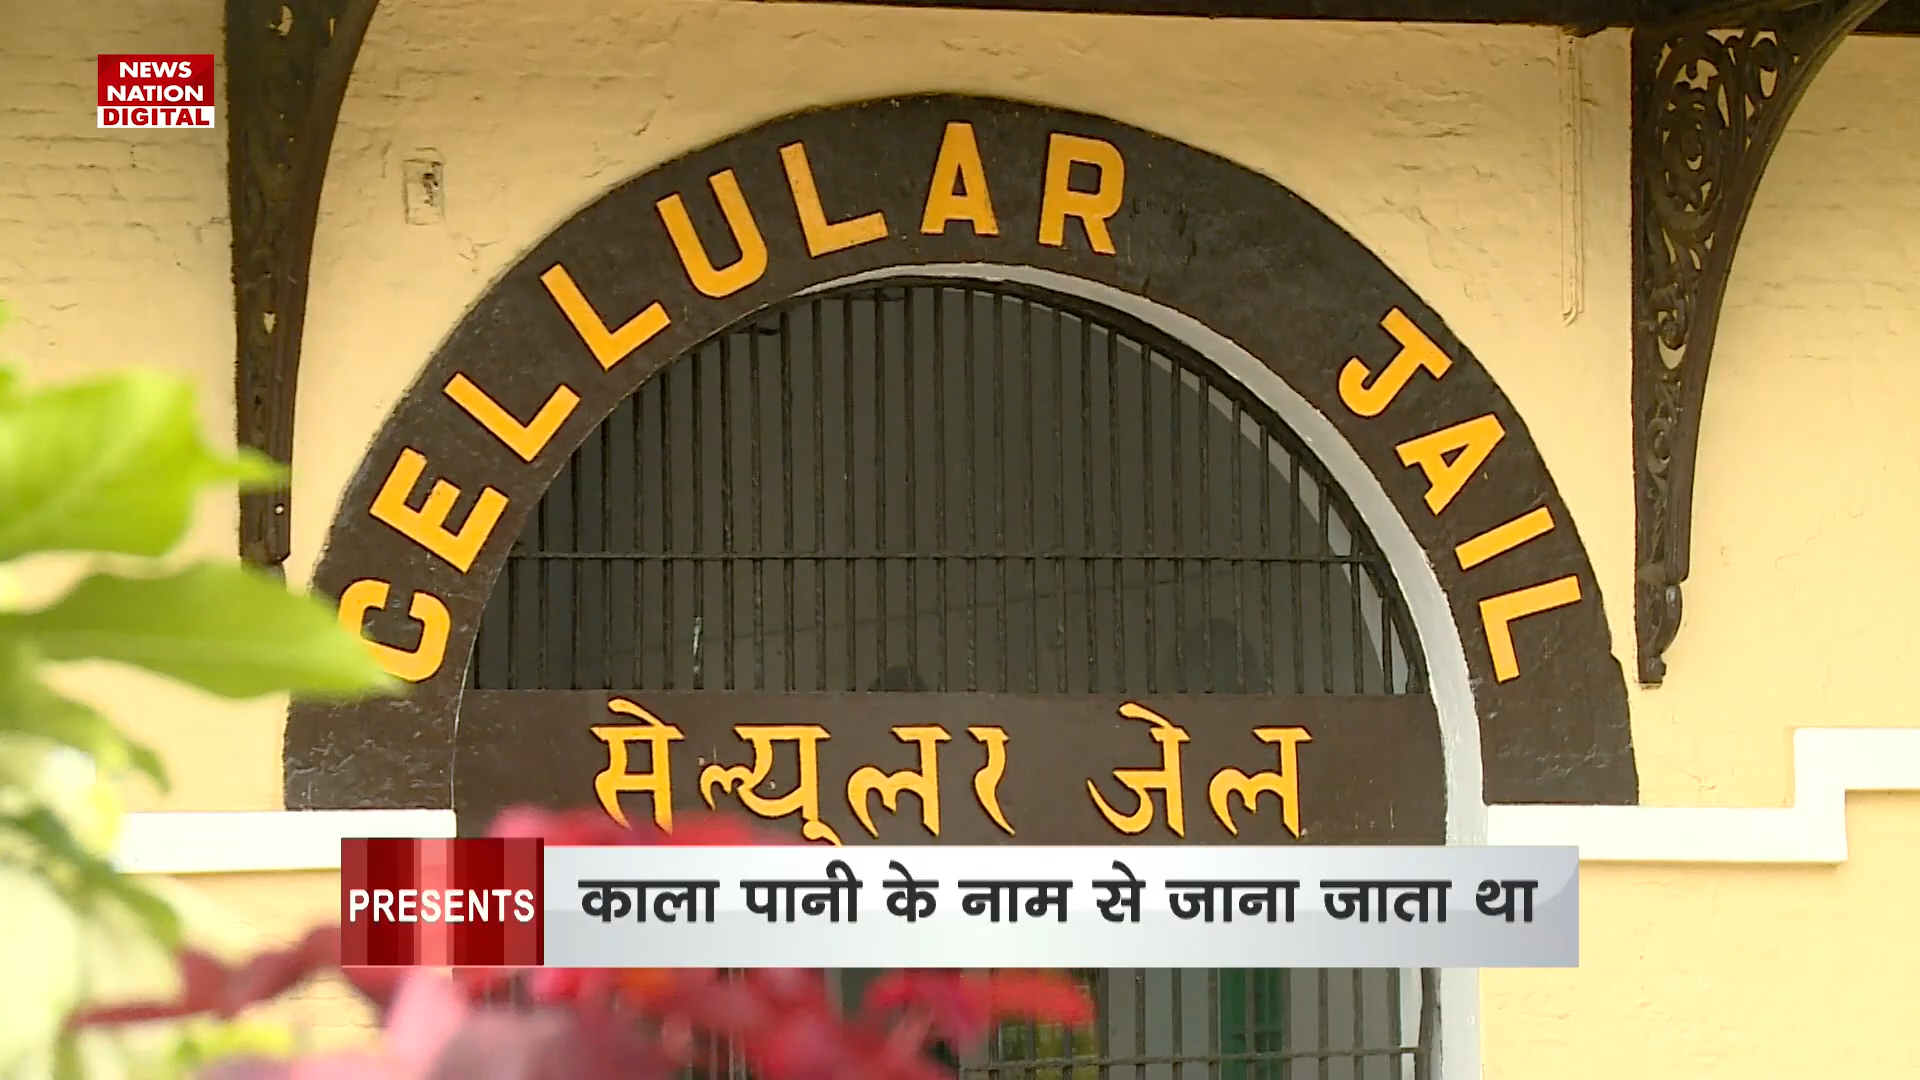 NEWS
NATION
DIGITAL
CELLULAR JAIL
सेल्यूलर जेल
PRESENTS
काला पानी के नाम से जाना जाता था